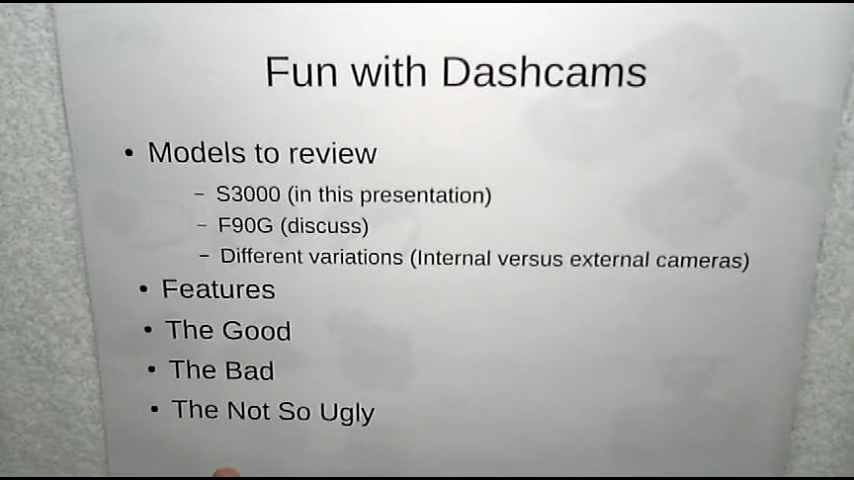 Fun with Dashcams
• Models to review
– S3000 (in this presentation)
– F90G (discuss)
– Different variations (Internal versus external cameras)
• Features
• The Good
• The Bad
• The Not So Ugly